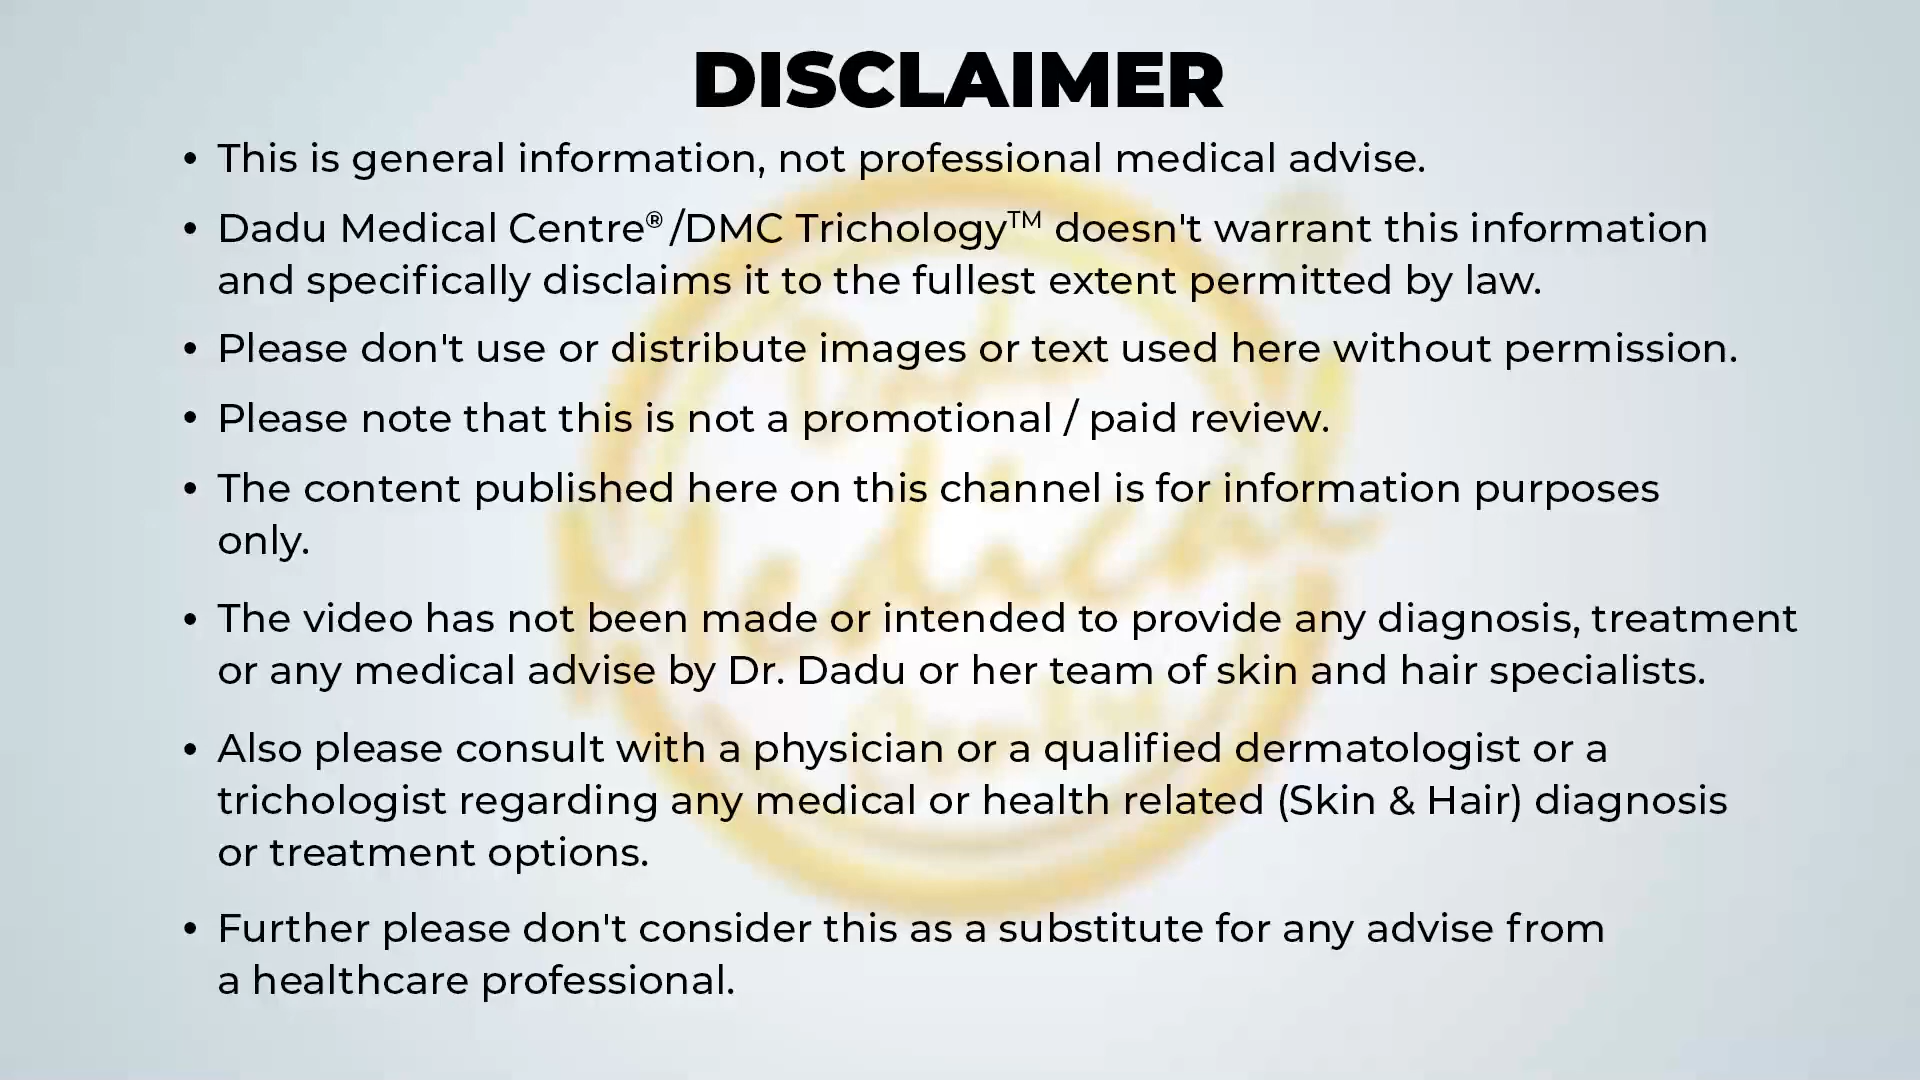 DISCLAIMER
• This is general information, not professional medical advise.
• Dadu Medical Centre® /DMC Trichology™ doesn't warrant this information
and specifically disclaims it to the fullest extent permitted by law.
• Please don't use or distribute images or text used here without permission.
• Please note that this is not a promotional / paid review.
• The content published here on this channel is for information purposes
only.
• The video has not been made or intended to provide any diagnosis, treatment
or any medical advise by Dr. Dadu or her team of skin and hair specialists.
• Also please consult with a physician or a qualified dermatologist or a
trichologist regarding any medical or health related (Skin & Hair) diagnosis
or treatment options.
• Further please don't consider this as a substitute for any advise from
a healthcare professional.
Dadu
Medical
Centre